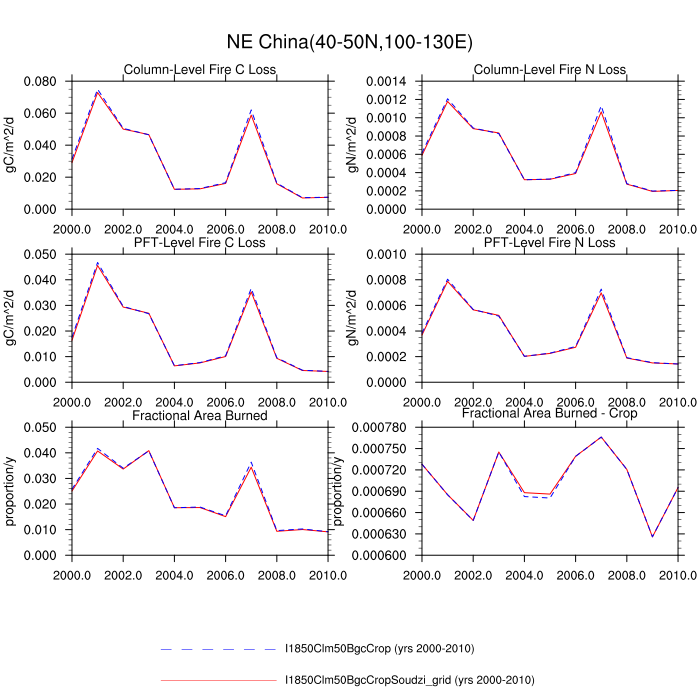 NE China(40-50N,100-130E)
Column-Level Fire C Loss
Column-Level Fire N Loss
0.080
0.060
0.040
0.020
0.000
gC/m^2/d
2000.0 2002.0 2004.0 2006.0 2008.0 2010.0
0.0014
0.0012
0.0010
0.0008
0.0006
0.0004
0.0002
0.0000
gN/m^2/d
2000.0 2002.0 2004.0 2006.0 2008.0 2010.0
PFT-Level Fire C Loss
PFT-Level Fire N Loss
0.050
0.040
0.030
0.020
0.010
0.000
gC/m^2/d
2000.0 2002.0 2004.0 2006.0 2008.0 2010.0
0.0010
0.0008
0.0006
0.0004
0.0002
0.0000
gN/m^2/d
2000.0 2002.0 2004.0 2006.0 2008.0 2010.0
Fractional Area Burned
Fractional Area Burned - Crop
0.050
0.040
0.030
0.020
0.010
0.000
proportion/y
2000.0 2002.0 2004.0 2006.0 2008.0 2010.0
0.000780
0.000720
0.000690
0.000660
0.000630
0.000600
proportion/y
2000.0 2002.0 2004.0 2006.0 2008.0 2010.0
I1850Clm50BgcCrop (yrs 2000-2010)
I1850Clm50BgcCropSoudzi_grid (yrs 2000-2010)